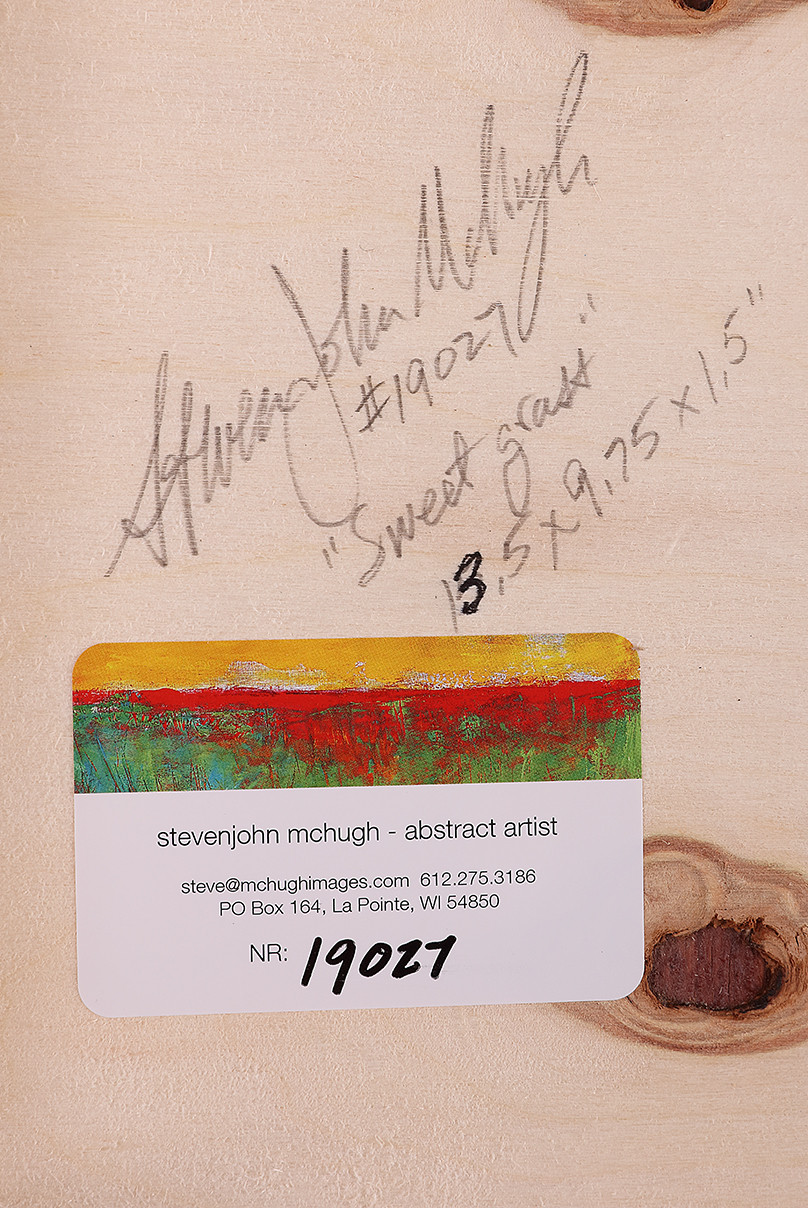 StevenJohn McHugh
#19027
"Sweet grass"
13.5 x 9.75 x 1.5"
stevenjohn mchugh - abstract artist
steve@mchughimages.com 612.275.3186
PO Box 164, La Pointe, WI 54850
NR: 19027